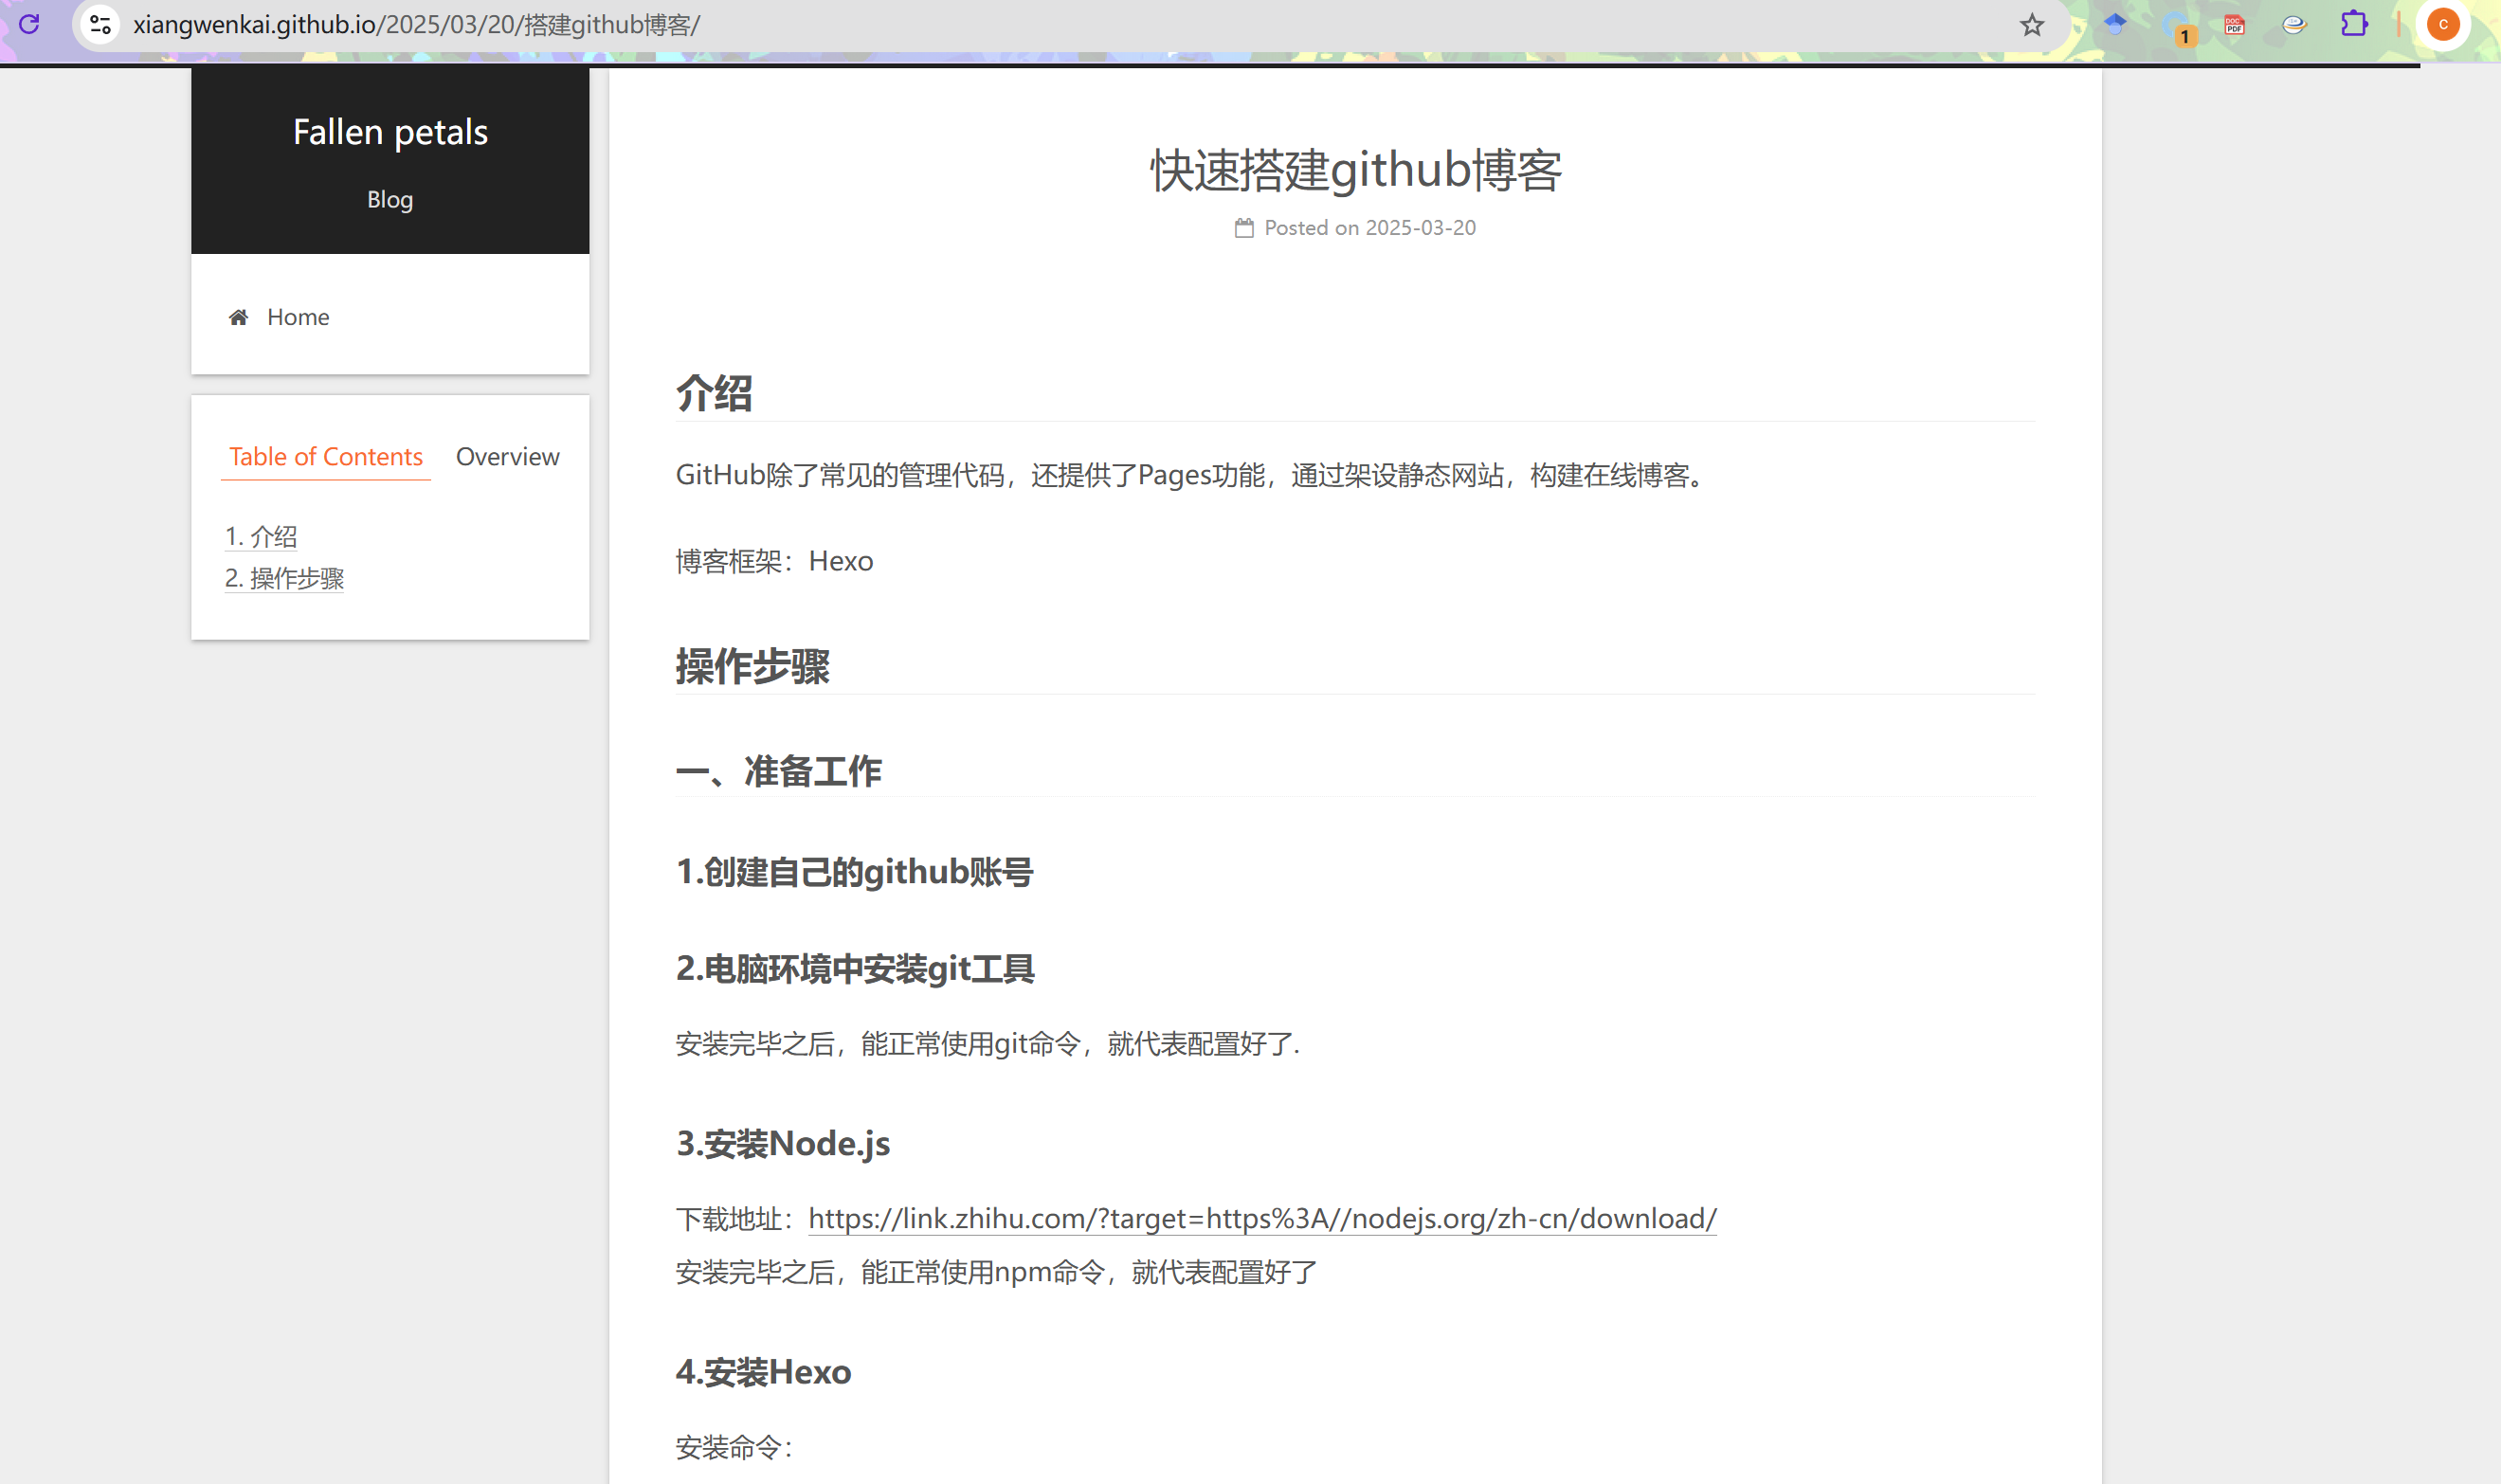 xiangwenkai.github.io/2025/03/20/搭建github博客/
1
DOC
PDF
C
Fallen petals
Blog
Home
Table of Contents
Overview
1. 介绍
2. 操作步骤
快速搭建github博客
Posted on 2025-03-20
介绍
GitHub除了常见的管理代码，还提供了Pages功能，通过架设静态网站，构建在线博客。
博客框架：Hexo
操作步骤
一、准备工作
1.创建自己的github账号
2.电脑环境中安装git工具
安装完毕之后，能正常使用git命令，就代表配置好了.
3.安装Node.js
下载地址：https://link.zhihu.com/?target=https%3A//nodejs.org/zh-cn/download/
安装完毕之后，能正常使用npm命令，就代表配置好了
4.安装Hexo
安装命令：